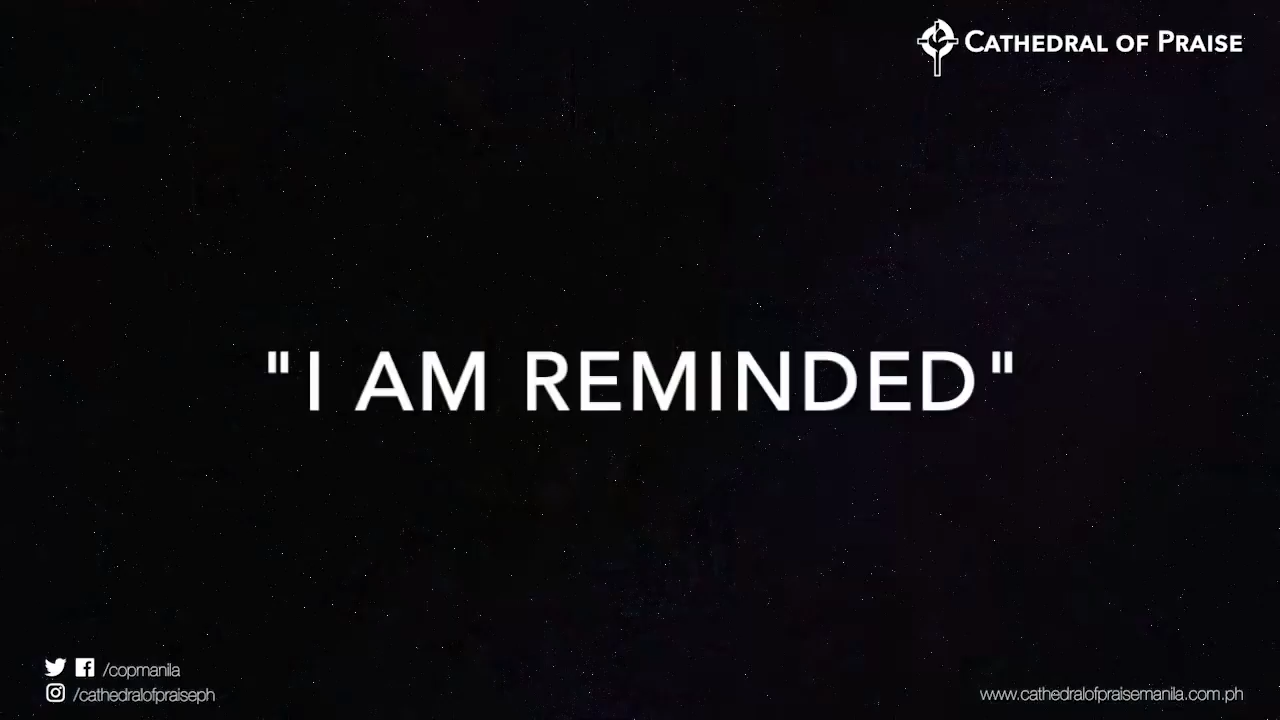 CATHEDRAL OF PRAISE
"I AM REMINDED"
/copmanila
/cathedralofpraiseph
www.cathedralofpraisemanila.com.ph